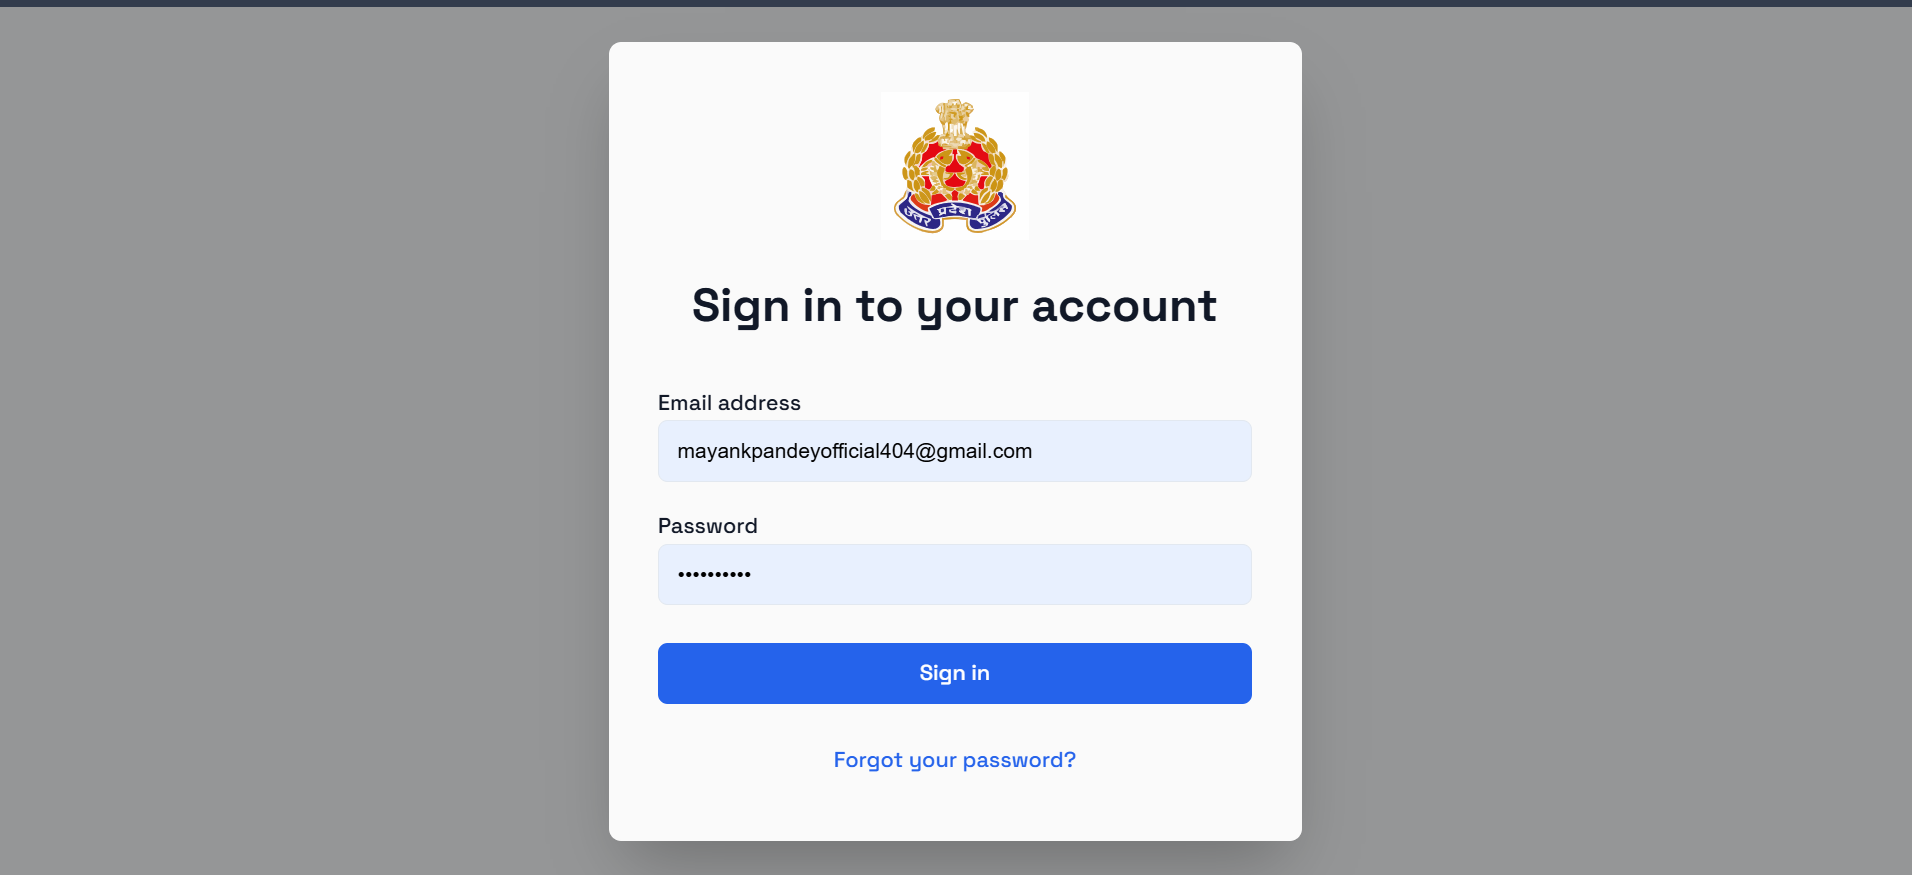 उत्तर प्रदेश पुलिस
Sign in to your account
Email address
mayankpandeyofficial404@gmail.com
Password
••••••••••
Sign in
Forgot your password?